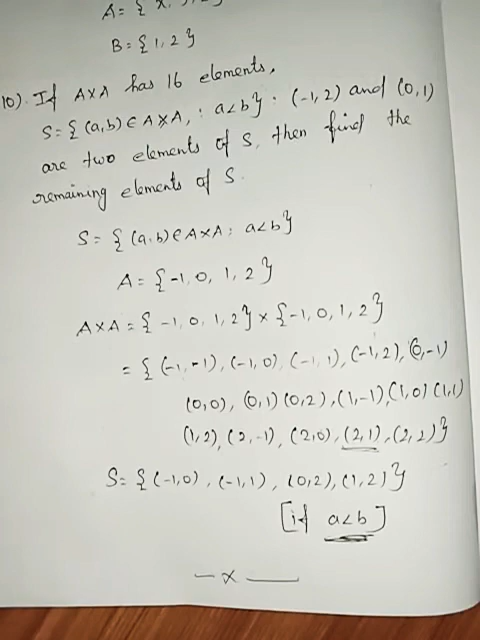 A = {
B = {1, 2}
10). If A×A has 16 elements,
S = {(a,b) ∈ A×A, : a<b} : (-1,2) and (0,1)
are two elements of S, then find the
remaining elements of S.
S = {(a,b) ∈ A×A : a<b}
A = {-1, 0, 1, 2}
A×A = {-1, 0, 1, 2} × {-1, 0, 1, 2}
= {(-1,-1), (-1,0), (-1,1), (-1,2), (0,-1)
(0,0), (0,1) (0,2), (1,-1), (1,0) (1,1)
(1,2), (2,-1), (2,0), (2,1), (2,2)}
S = {(-1,0), (-1,1), (0,2), (1,2)}
[if a<b]
— x —